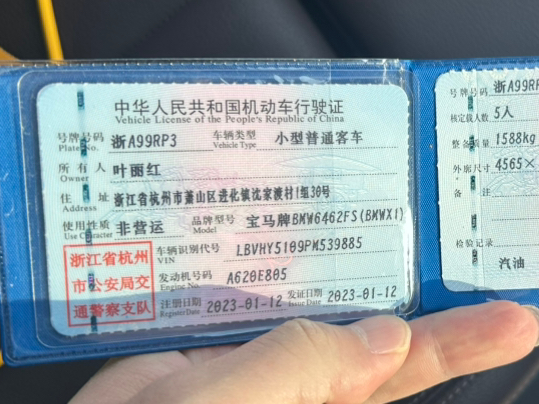 中华人民共和国机动车行驶证
Vehicle License of the People's Republic of China
号牌号码 浙A99RP3 车辆类型 小型普通客车
Plate No. Vehicle Type
所有人 叶丽红
Owner
住址 浙江省杭州市萧山区进化镇沈家渡村1组30号
Address
使用性质 非营运 品牌型号 宝马牌BMW6462FS(BMWX1)
Use Character Model
浙江省杭州
市公安局交
通警察支队
车辆识别代号 LBVHY5109PM539885
VIN
发动机号码 A620E805
Engine No.
注册日期 2023-01-12 发证日期 2023-01-12
Register Date Issue Date
号牌号码 浙A99RP
核定载人数 5人
整备质量 1588kg
外廓尺寸 4565×
备注
检验记录
汽油